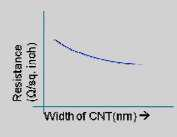 Resistance
(Ω/sq. inch)
Width of CNT(nm) →